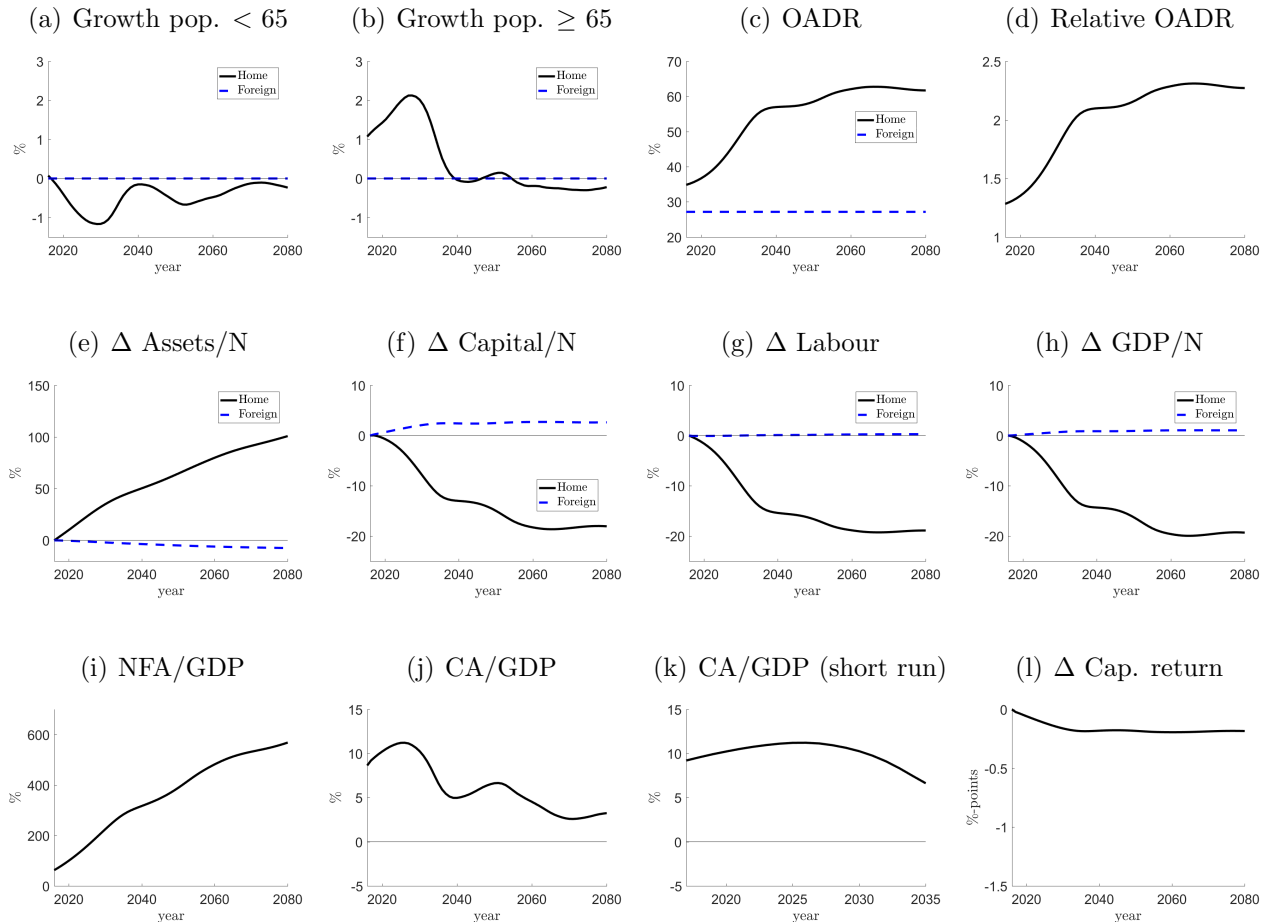 (a) Growth pop. < 65
3
2
1
0
-1
%
2020 2040 2060 2080
year
Home
Foreign
(b) Growth pop. ≥ 65
3
2
1
0
-1
%
2020 2040 2060 2080
year
Home
Foreign
(c) OADR
70
60
50
40
30
20
%
2020 2040 2060 2080
year
Home
Foreign
(d) Relative OADR
2.5
2
1.5
1
2020 2040 2060 2080
year
(e) Δ Assets/N
150
100
50
0
%
2020 2040 2060 2080
year
Home
Foreign
(f) Δ Capital/N
10
0
-10
-20
%
2020 2040 2060 2080
year
Home
Foreign
(g) Δ Labour
10
0
-10
-20
%
2020 2040 2060 2080
year
Home
Foreign
(h) Δ GDP/N
10
0
-10
-20
%
2020 2040 2060 2080
year
Home
Foreign
(i) NFA/GDP
600
400
200
0
%
2020 2040 2060 2080
year
(j) CA/GDP
15
10
5
0
-5
%
2020 2040 2060 2080
year
(k) CA/GDP (short run)
15
10
5
0
-5
%
2020 2025 2030 2035
year
(l) Δ Cap. return
0
-0.5
-1
-1.5
%-points
2020 2040 2060 2080
year